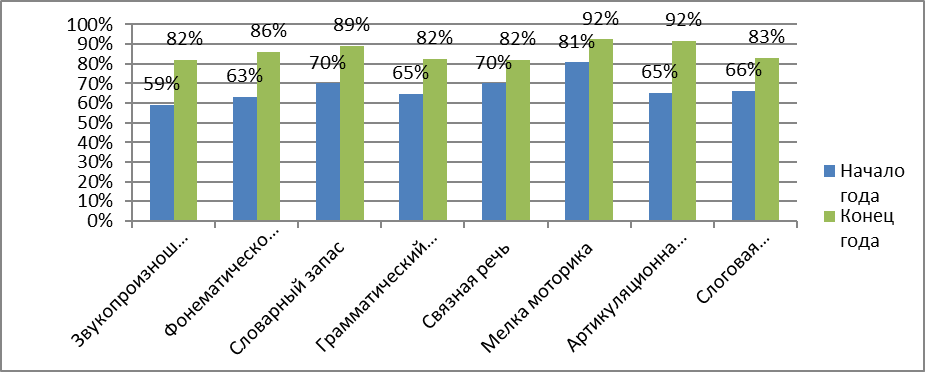 100%
90%
80%
70%
60%
50%
40%
30%
20%
10%
0%
59%
82%
63%
86%
70%
89%
65%
82%
70%
82%
81%
92%
65%
92%
66%
83%
Звукопроизнош…
Фонематическо…
Словарный запас
Грамматический…
Связная речь
Мелка моторика
Артикуляционна…
Слоговая…
Начало
года
Конец
года